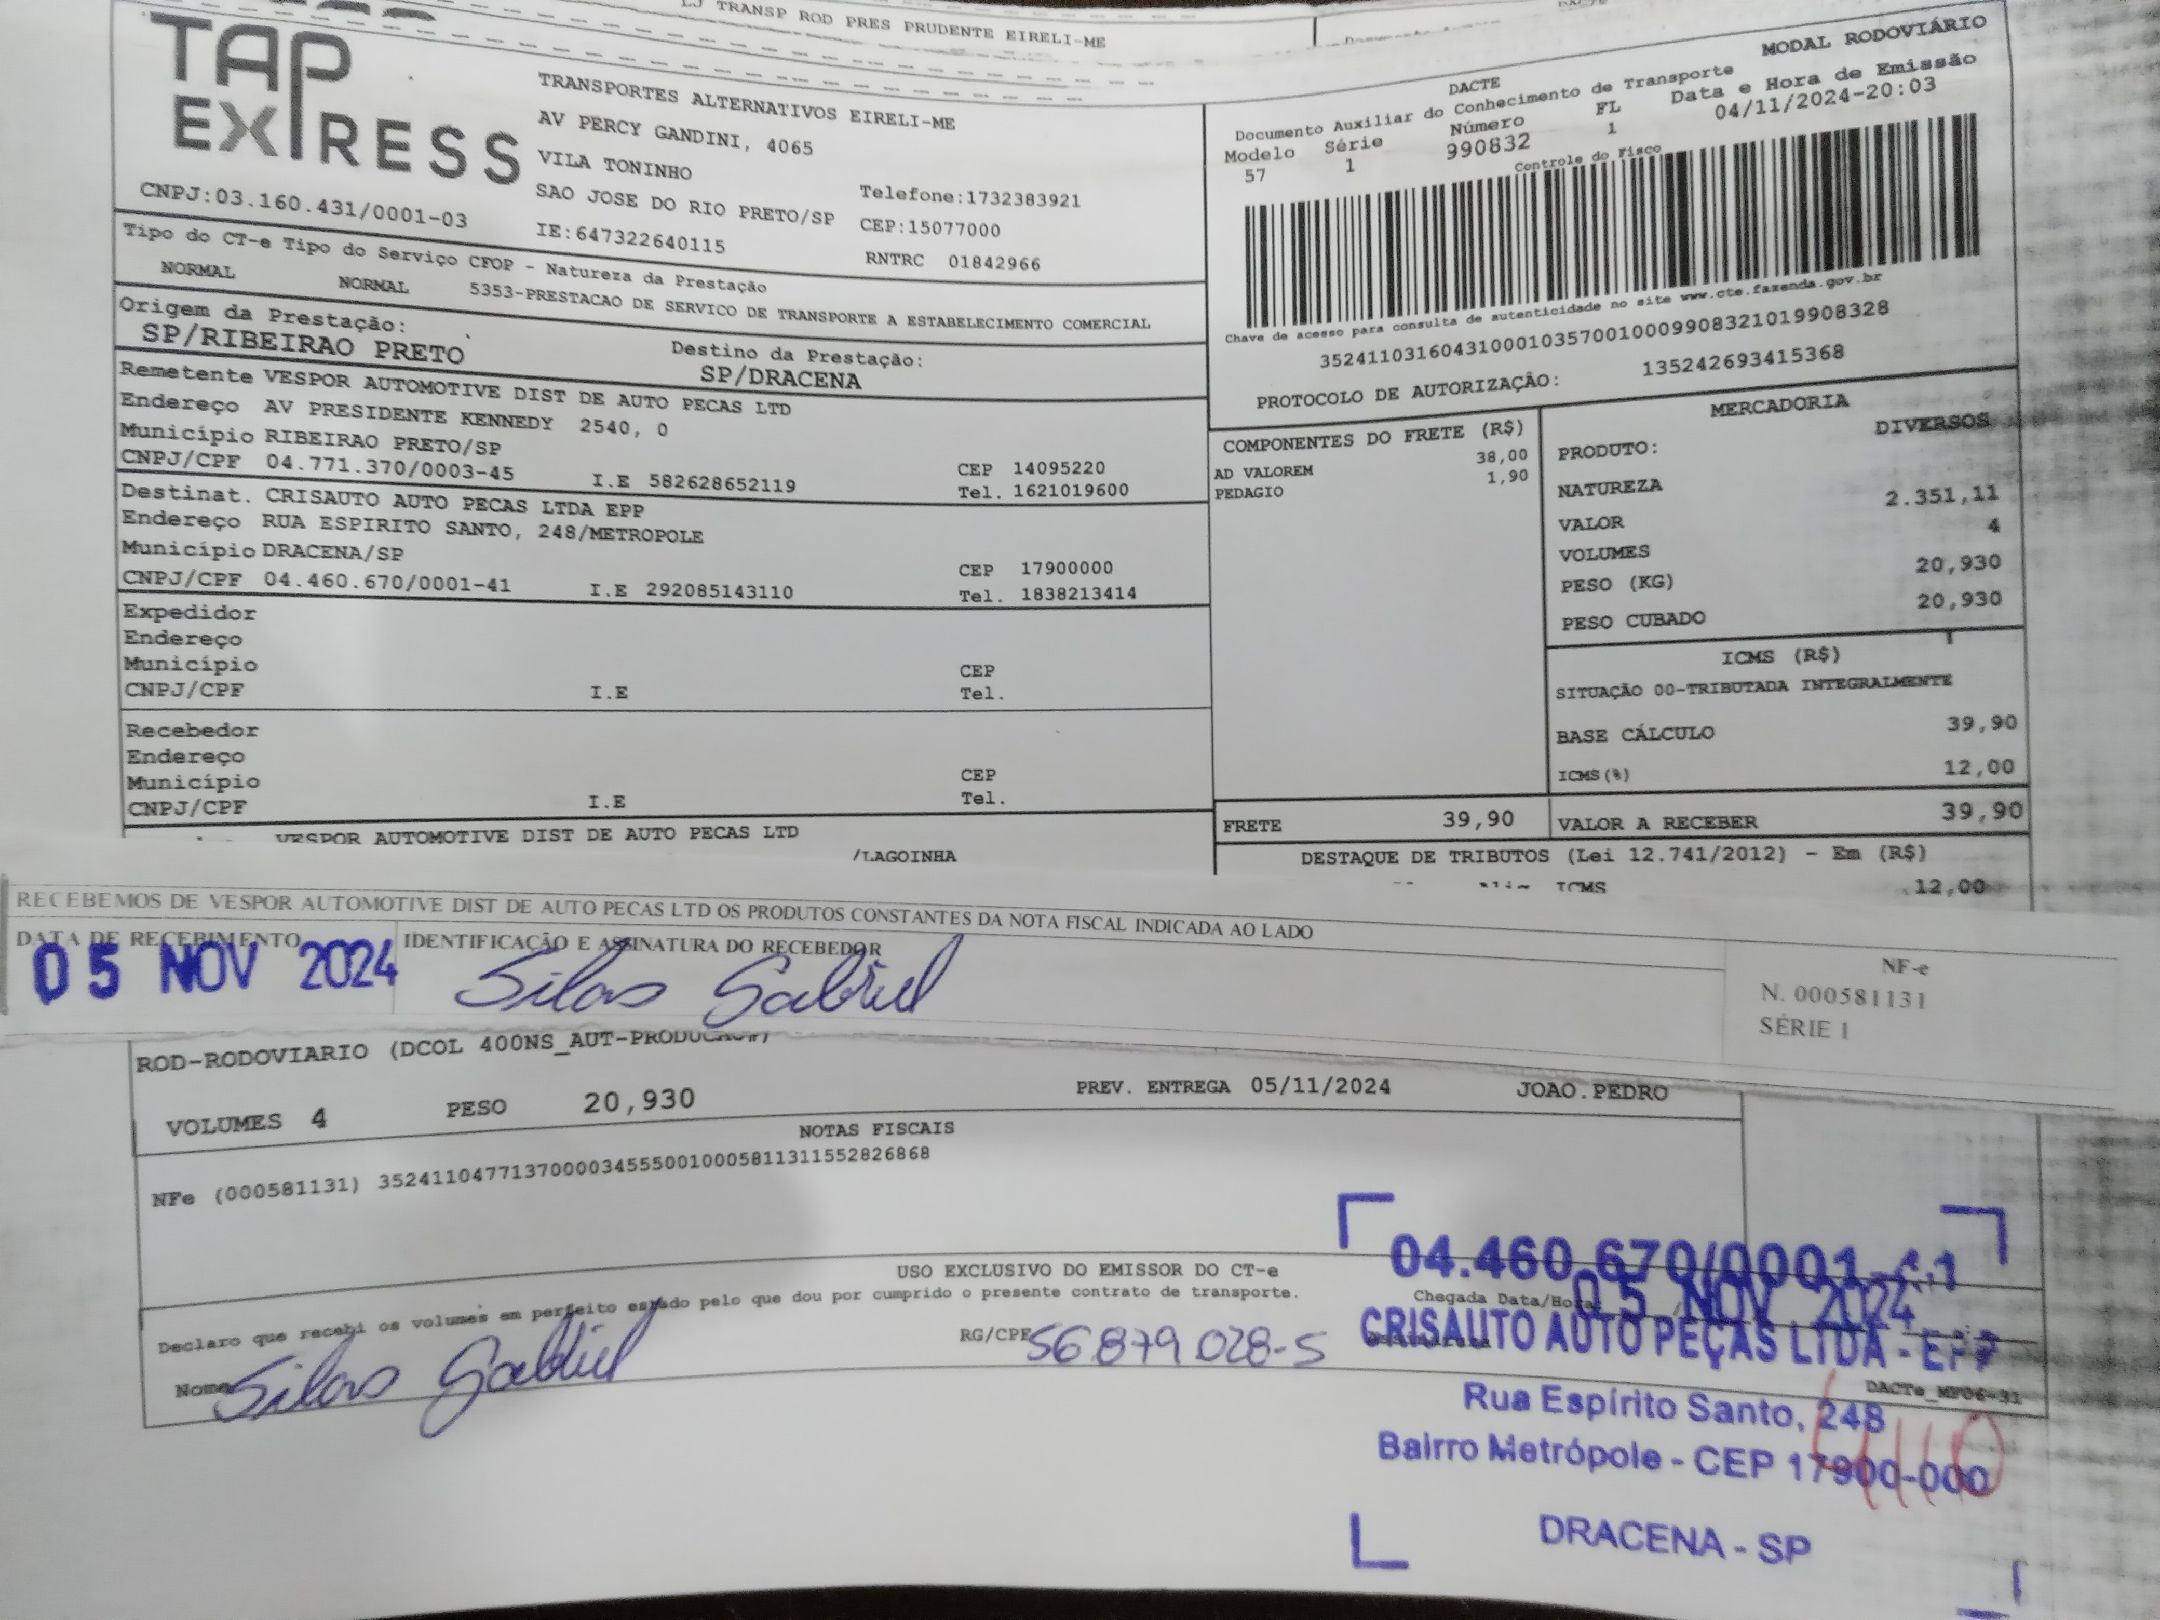 LJ TRANSP ROD PRES PRUDENTE EIRELI-ME
TAP
EXPRESS
CNPJ:03.160.431/0001-03
TRANSPORTES ALTERNATIVOS EIRELI-ME
AV PERCY GANDINI, 4065
VILA TONINHO
SAO JOSE DO RIO PRETO/SP
IE:647322640115
Telefone:1732383921
CEP:15077000
RNTRC 01842966
DACTE
MODAL RODOVIÁRIO
Documento Auxiliar do Conhecimento de Transporte
Modelo Série Número FL Data e Hora de Emissão
57 1 990832 1 04/11/2024-20:03
Controle do Fisco
Chave de acesso para consulta de autenticidade no site www.cte.fazenda.gov.br
35241103160431000103570010009908321019908328
PROTOCOLO DE AUTORIZAÇÃO: 135242693415368
Tipo do CT-e Tipo do Serviço CFOP - Natureza da Prestação
NORMAL NORMAL 5353-PRESTACAO DE SERVICO DE TRANSPORTE A ESTABELECIMENTO COMERCIAL
Origem da Prestação: Destino da Prestação:
SP/RIBEIRAO PRETO SP/DRACENA
Remetente VESPOR AUTOMOTIVE DIST DE AUTO PECAS LTD
Endereço AV PRESIDENTE KENNEDY 2540, 0
Município RIBEIRAO PRETO/SP CEP 14095220
CNPJ/CPF 04.771.370/0003-45 I.E 582628652119 Tel. 1621019600
Destinat. CRISAUTO AUTO PECAS LTDA EPP
Endereço RUA ESPIRITO SANTO, 248/METROPOLE
Município DRACENA/SP CEP 17900000
CNPJ/CPF 04.460.670/0001-41 I.E 292085143110 Tel. 1838213414
Expedidor
Endereço
Município CEP
CNPJ/CPF I.E Tel.
Recebedor
Endereço
Município CEP
CNPJ/CPF I.E Tel.
VESPOR AUTOMOTIVE DIST DE AUTO PECAS LTD
/LAGOINHA
COMPONENTES DO FRETE (R$)
AD VALOREM 38,00
PEDAGIO 1,90
FRETE 39,90
MERCADORIA
PRODUTO: DIVERSOS
NATUREZA
VALOR 2.351,11
VOLUMES 4
PESO (KG) 20,930
PESO CUBADO 20,930
ICMS (R$)
SITUAÇÃO 00-TRIBUTADA INTEGRALMENTE
BASE CÁLCULO 39,90
ICMS(%) 12,00
VALOR A RECEBER 39,90
DESTAQUE DE TRIBUTOS (Lei 12.741/2012) - Em (R$)
ICMS 12,00
RECEBEMOS DE VESPOR AUTOMOTIVE DIST DE AUTO PECAS LTD OS PRODUTOS CONSTANTES DA NOTA FISCAL INDICADA AO LADO
DATA DE RECEBIMENTO IDENTIFICAÇÃO E ASSINATURA DO RECEBEDOR
05 NOV 2024 Silas Gabriel
NF-e
N. 000581131
SÉRIE 1
ROD-RODOVIARIO (DCOL 400NS_AUT-PRODUCAO#)
VOLUMES 4 PESO 20,930 PREV. ENTREGA 05/11/2024 JOAO.PEDRO
NOTAS FISCAIS
NFe (000581131) 35241104771370000345550010005811311552826868
USO EXCLUSIVO DO EMISSOR DO CT-e
Declaro que recebi os volumes em perfeito estado pelo que dou por cumprido o presente contrato de transporte.
Chegada Data/Hora
Nome Silas Gabriel RG/CPF 56879028-5
DACTe_MP06-31
04.460.670/0001-41
05 NOV 2024
CRISAUTO AUTO PEÇAS LTDA - EPP
Rua Espírito Santo, 248
Bairro Metrópole - CEP 17900-000
DRACENA - SP